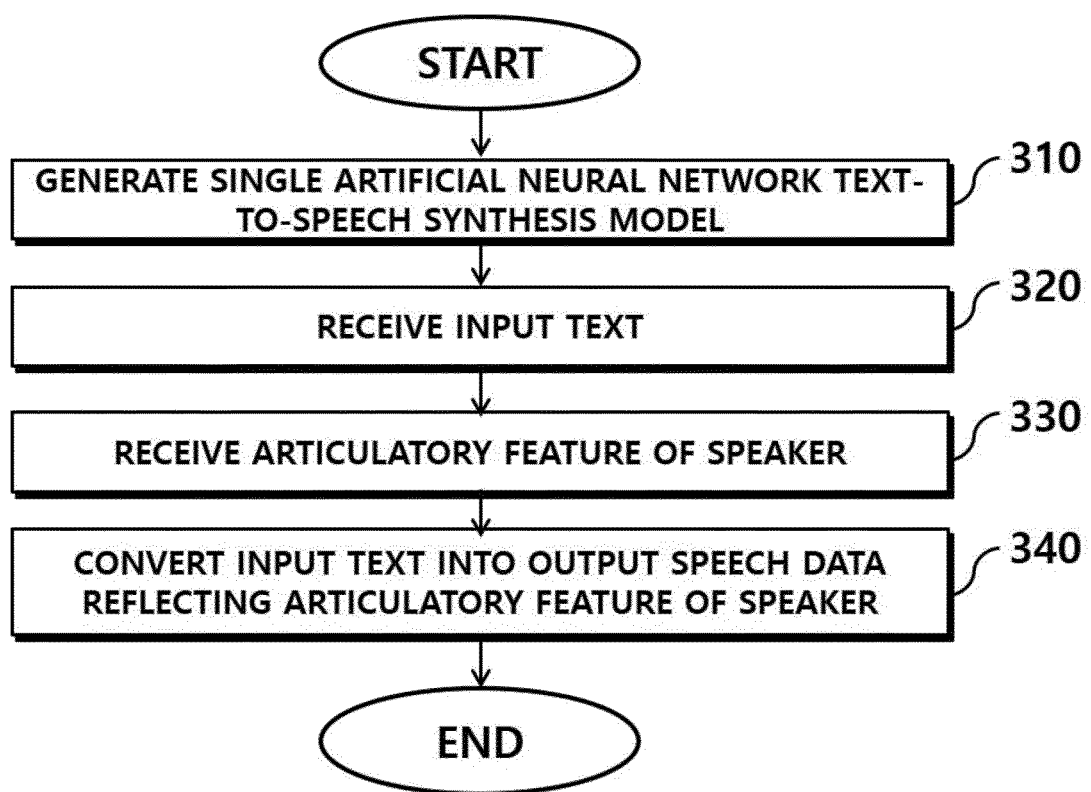 START
310
GENERATE SINGLE ARTIFICIAL NEURAL NETWORK TEXT-
TO-SPEECH SYNTHESIS MODEL
320
RECEIVE INPUT TEXT
330
RECEIVE ARTICULATORY FEATURE OF SPEAKER
340
CONVERT INPUT TEXT INTO OUTPUT SPEECH DATA
REFLECTING ARTICULATORY FEATURE OF SPEAKER
END